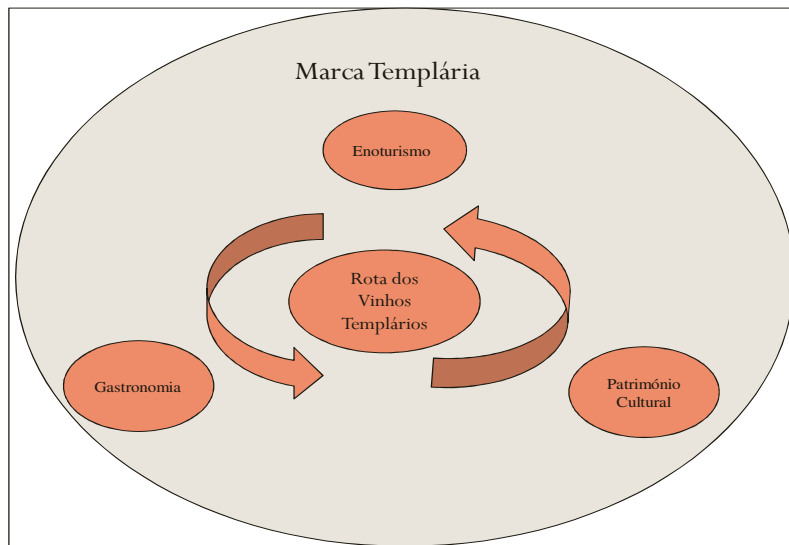 Marca Templária
Enoturismo
Rota dos
Vinhos
Templários
Gastronomia
Património
Cultural